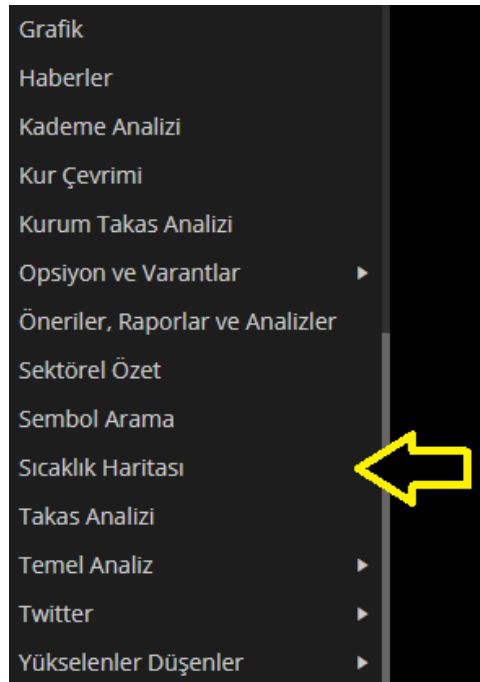 Grafik
Haberler
Kademe Analizi
Kur Çevrimi
Kurum Takas Analizi
Opsiyon ve Varantlar
Öneriler, Raporlar ve Analizler
Sektörel Özet
Sembol Arama
Sıcaklık Haritası
Takas Analizi
Temel Analiz
Twitter
Yükselenler Düşenler